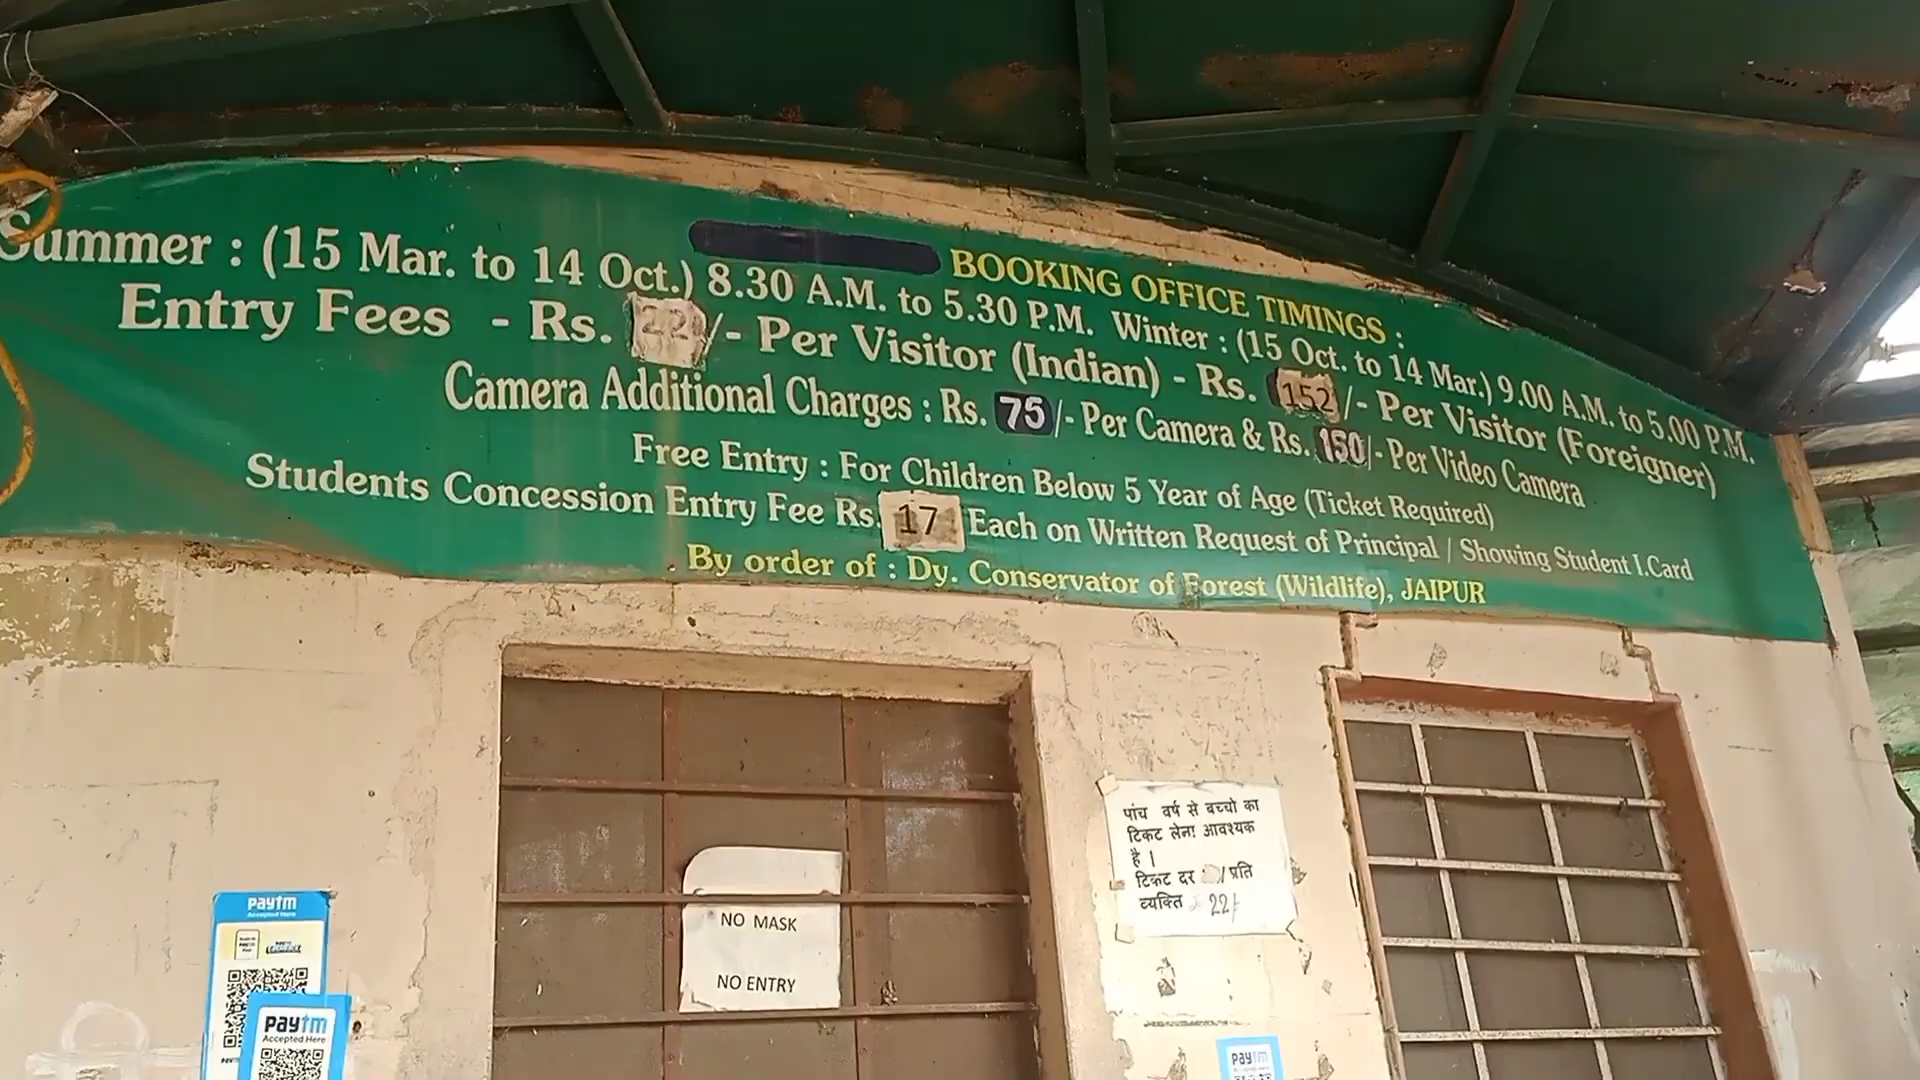 BOOKING OFFICE TIMINGS :
Summer : (15 Mar. to 14 Oct.) 8.30 A.M. to 5.30 P.M. Winter : (15 Oct. to 14 Mar.) 9.00 A.M. to 5.00 P.M.
Entry Fees - Rs. 22/- Per Visitor (Indian) - Rs. 152/- Per Visitor (Foreigner)
Camera Additional Charges : Rs. 75/- Per Camera & Rs. 150/- Per Video Camera
Free Entry : For Children Below 5 Year of Age (Ticket Required)
Students Concession Entry Fee Rs. 17 Each on Written Request of Principal / Showing Student I.Card
By order of : Dy. Conservator of Forest (Wildlife), JAIPUR
पांच वर्ष से बच्चो का
टिकट लेना आवश्यक
है ।
टिकट दर /प्रति
व्यक्ति 22/-
NO MASK
NO ENTRY
paytm
Accepted Here
paytm
Accepted Here
paytm